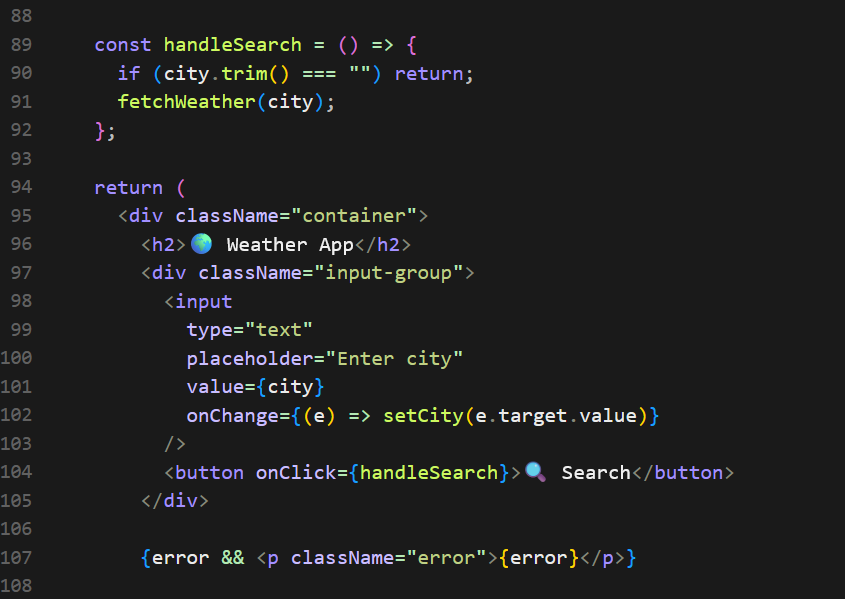 88
89 const handleSearch = () => {
90 if (city.trim() === "") return;
91 fetchWeather(city);
92 };
93
94 return (
95 <div className="container">
96 <h2>🌍 Weather App</h2>
97 <div className="input-group">
98 <input
99 type="text"
100 placeholder="Enter city"
101 value={city}
102 onChange={(e) => setCity(e.target.value)}
103 />
104 <button onClick={handleSearch}>🔍 Search</button>
105 </div>
106
107 {error && <p className="error">{error}</p>}
108